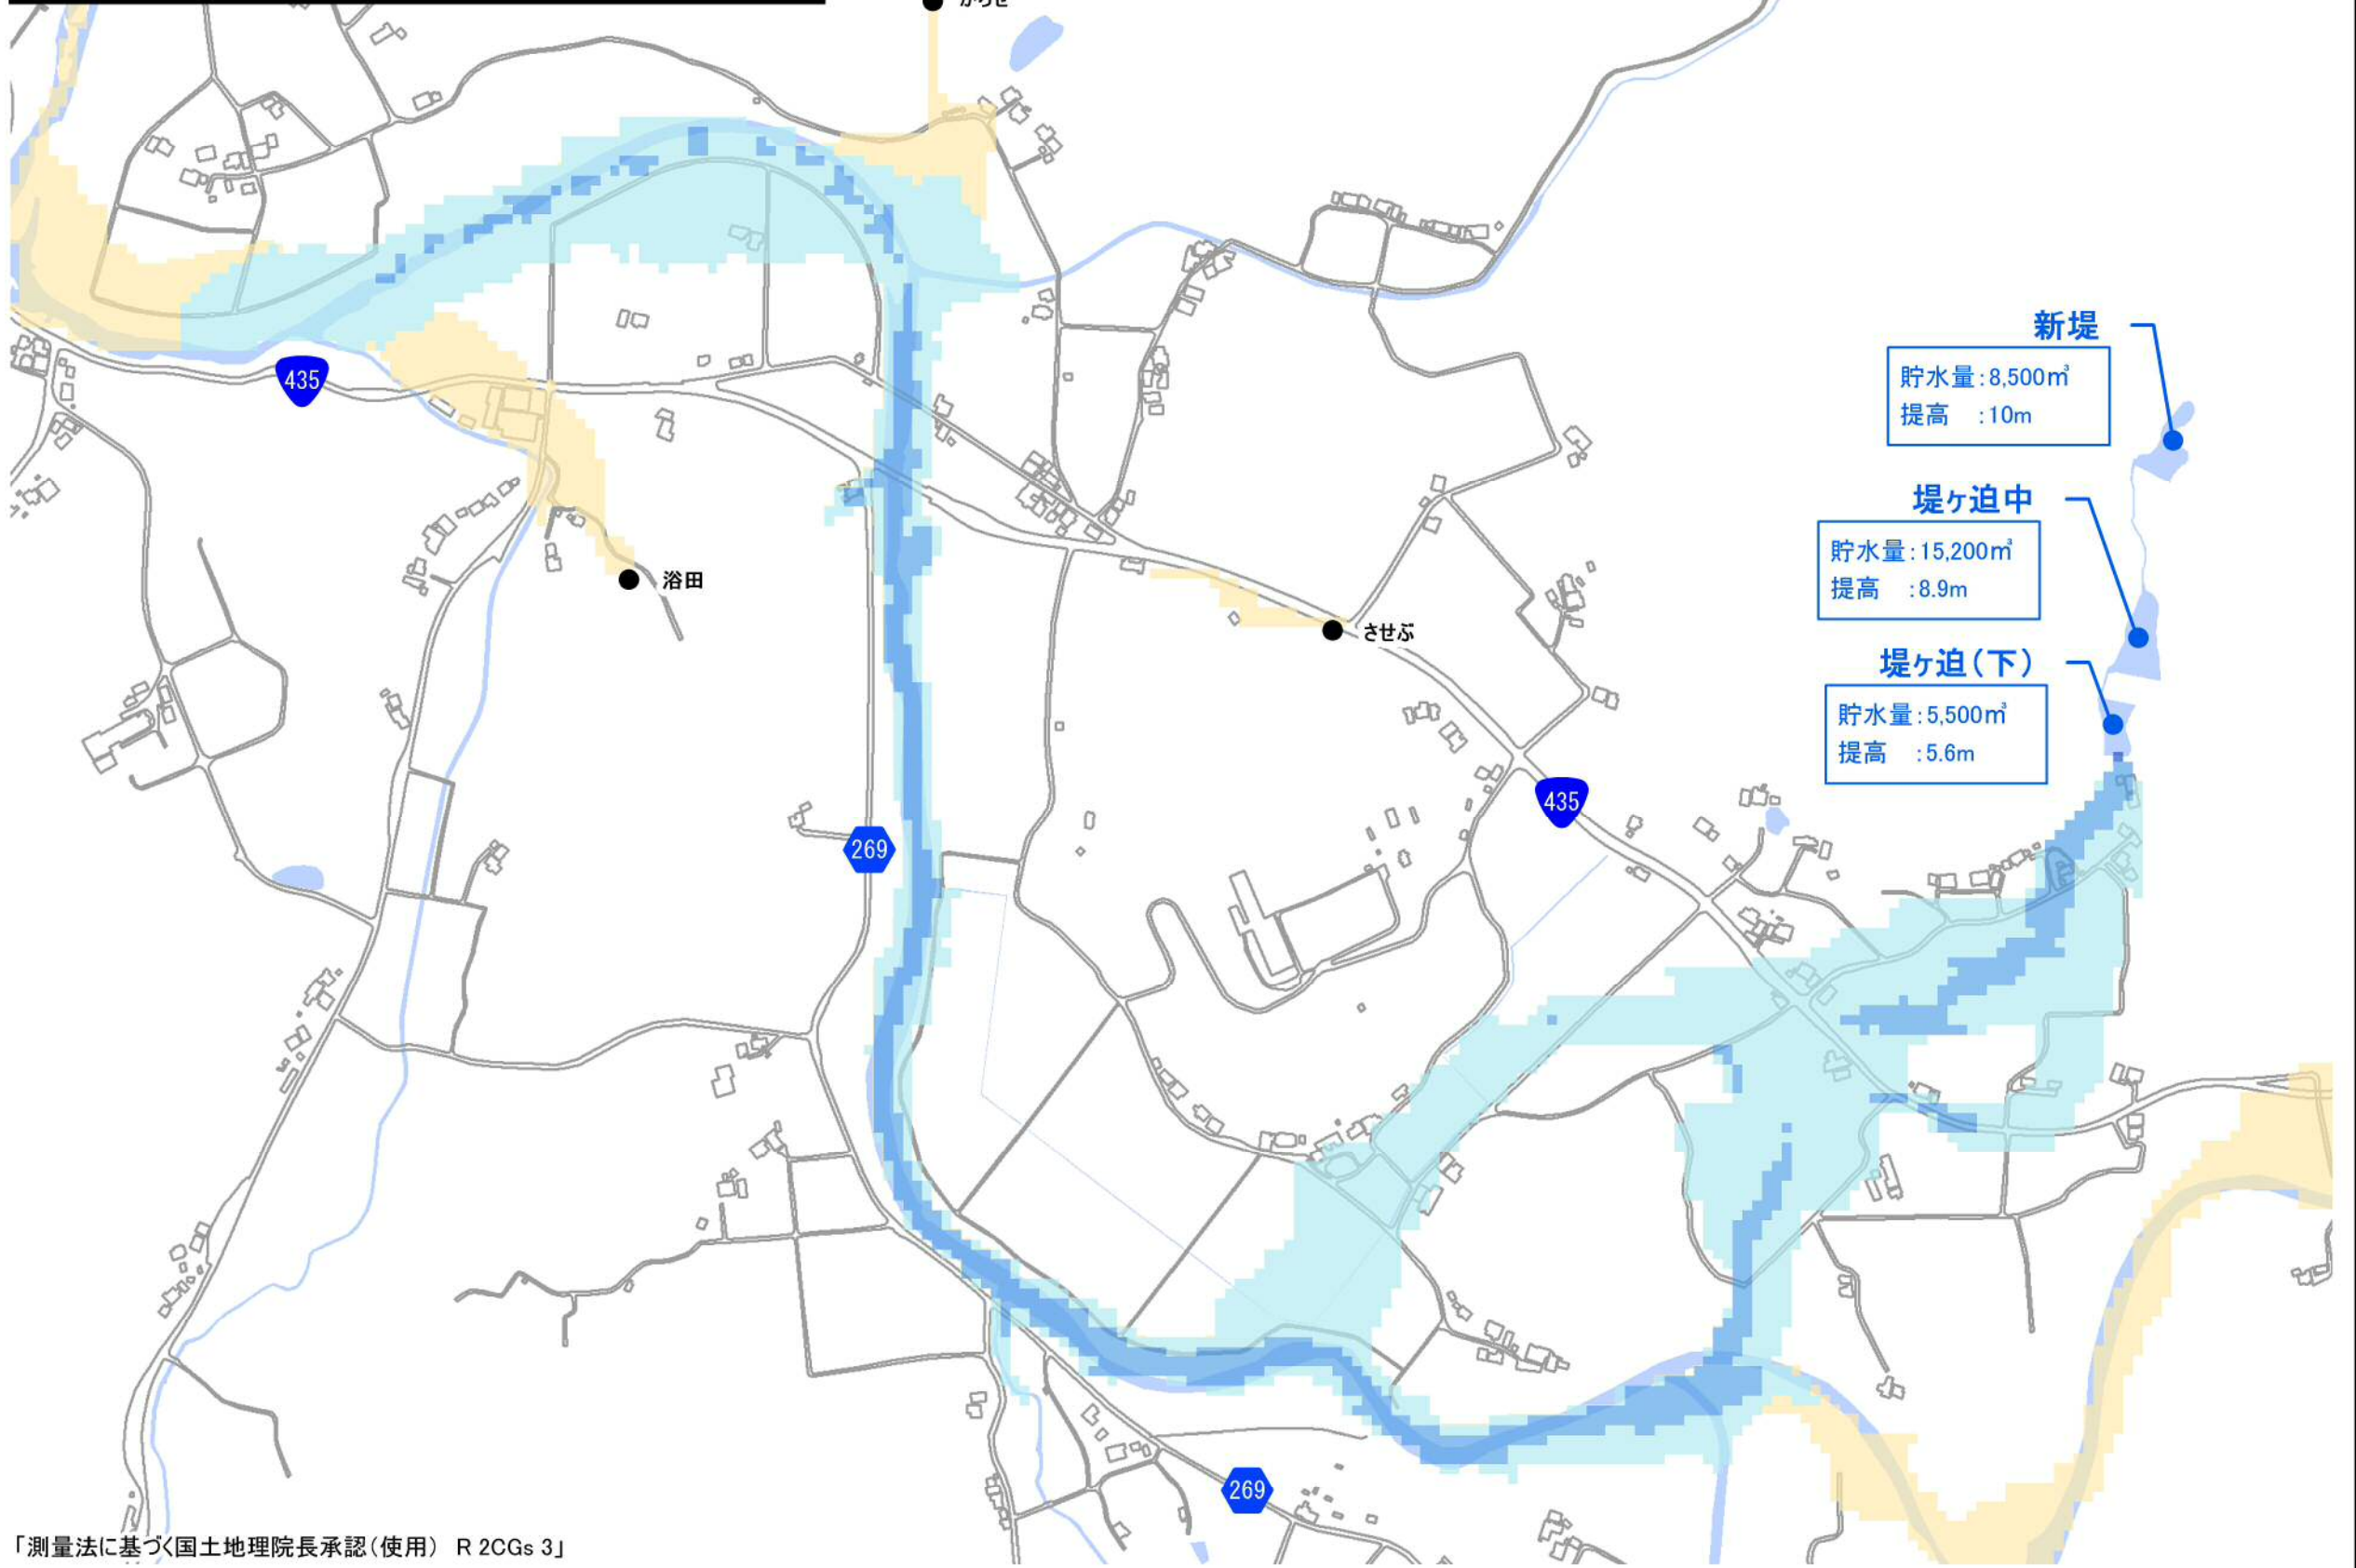 新堤
貯水量:8,500㎥
提高 :10m
435
堤ヶ迫中
貯水量:15,200㎥
提高 :8.9m
浴田
させぶ
堤ヶ迫(下)
貯水量:5,500㎥
提高 :5.6m
435
269
269
「測量法に基づく国土地理院長承認(使用) R 2CGs 3」